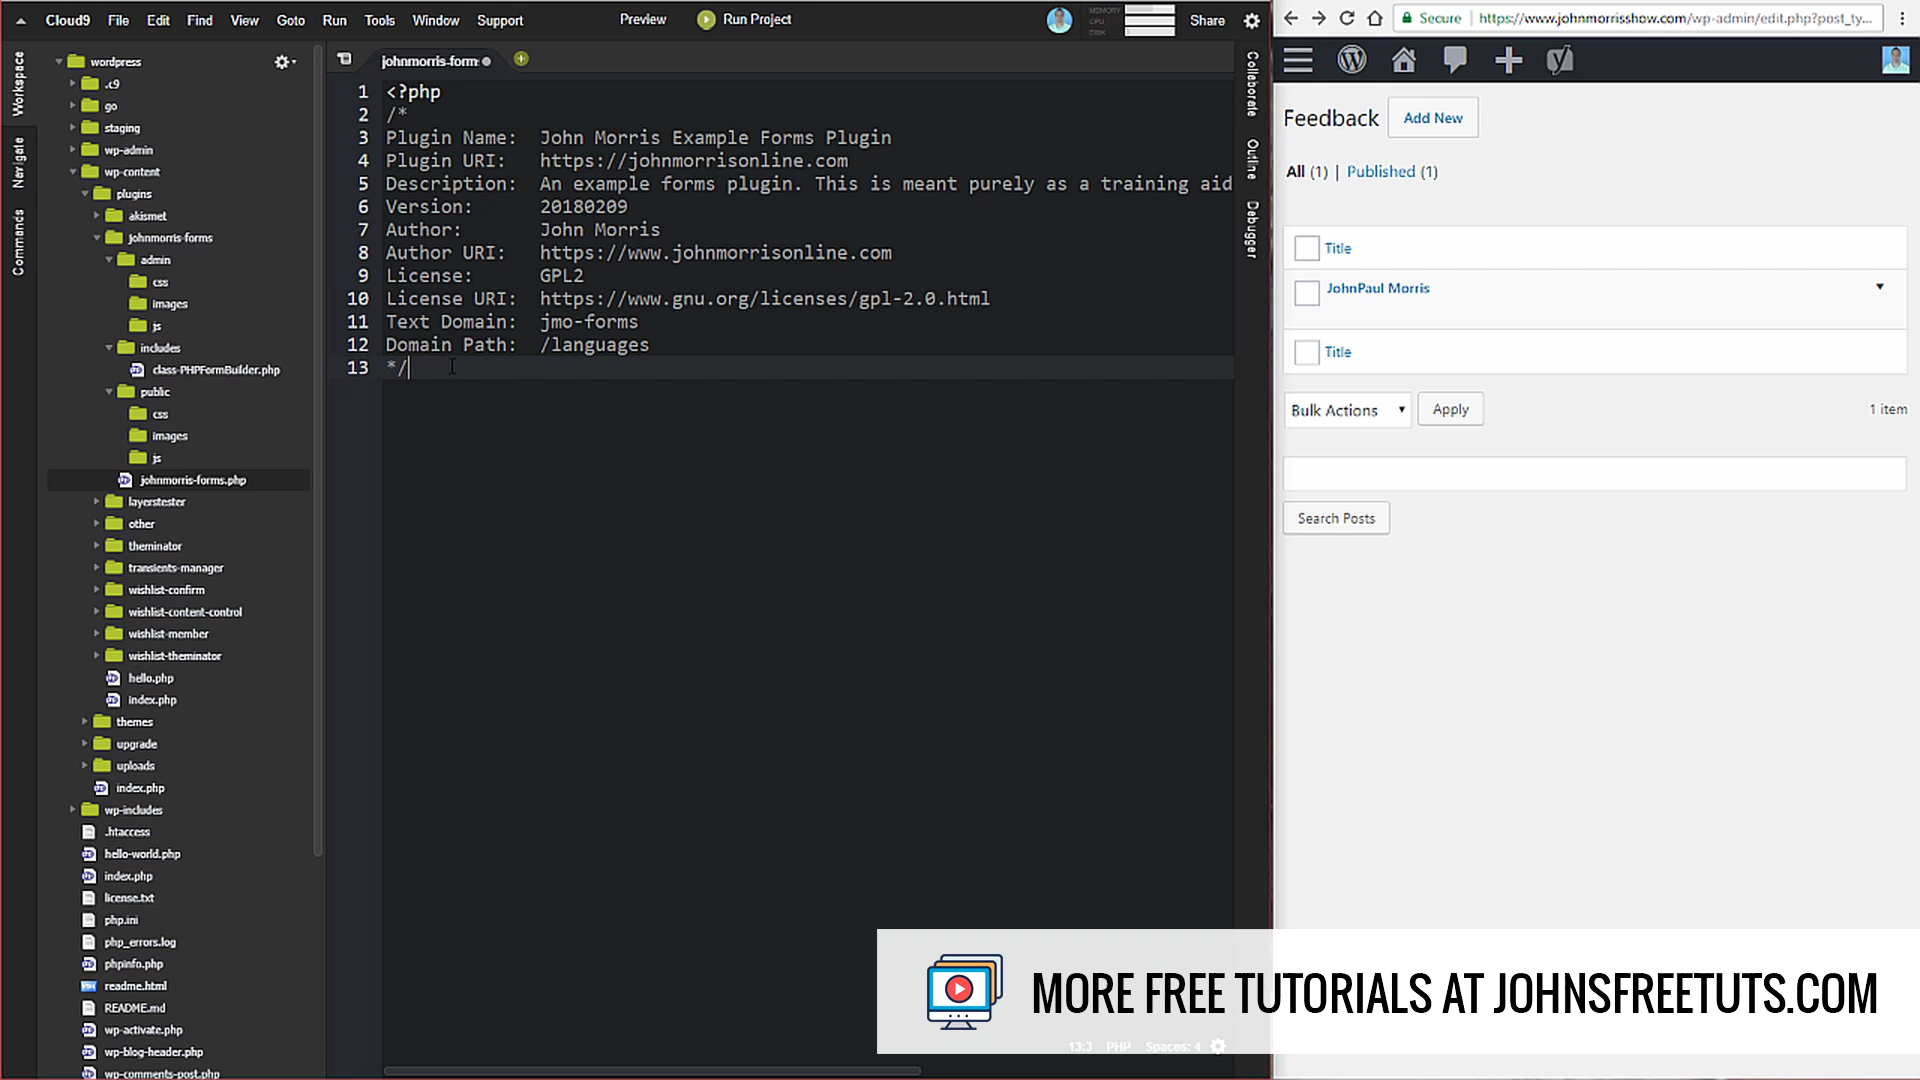 Cloud9 File Edit Find View Goto Run Tools Window Support Preview Run Project MEMORY CPU DISK Share
Workspace
Navigate
Commands
wordpress
.c9
go
staging
wp-admin
wp-content
plugins
akismet
johnmorris-forms
admin
css
images
js
includes
class-PHPFormBuilder.php
public
css
images
js
johnmorris-forms.php
layerstester
other
theminator
transients-manager
wishlist-confirm
wishlist-content-control
wishlist-member
wishlist-theminator
hello.php
index.php
themes
upgrade
uploads
index.php
wp-includes
.htaccess
hello-world.php
index.php
license.txt
php.ini
php_errors.log
phpinfo.php
readme.html
README.md
wp-activate.php
wp-blog-header.php
wp-comments-post.php
johnmorris-form
1 <?php
2 /*
3 Plugin Name: John Morris Example Forms Plugin
4 Plugin URI: https://johnmorrisonline.com
5 Description: An example forms plugin. This is meant purely as a training aid
6 Version: 20180209
7 Author: John Morris
8 Author URI: https://www.johnmorrisonline.com
9 License: GPL2
10 License URI: https://www.gnu.org/licenses/gpl-2.0.html
11 Text Domain: jmo-forms
12 Domain Path: /languages
13 */
13:3 PHP Spaces: 4
Collaborate
Outline
Debugger
Secure https://www.johnmorrisshow.com/wp-admin/edit.php?post_ty...
Feedback Add New
All (1) | Published (1)
Title
JohnPaul Morris
Title
Bulk Actions Apply 1 item
Search Posts
MORE FREE TUTORIALS AT JOHNSFREETUTS.COM